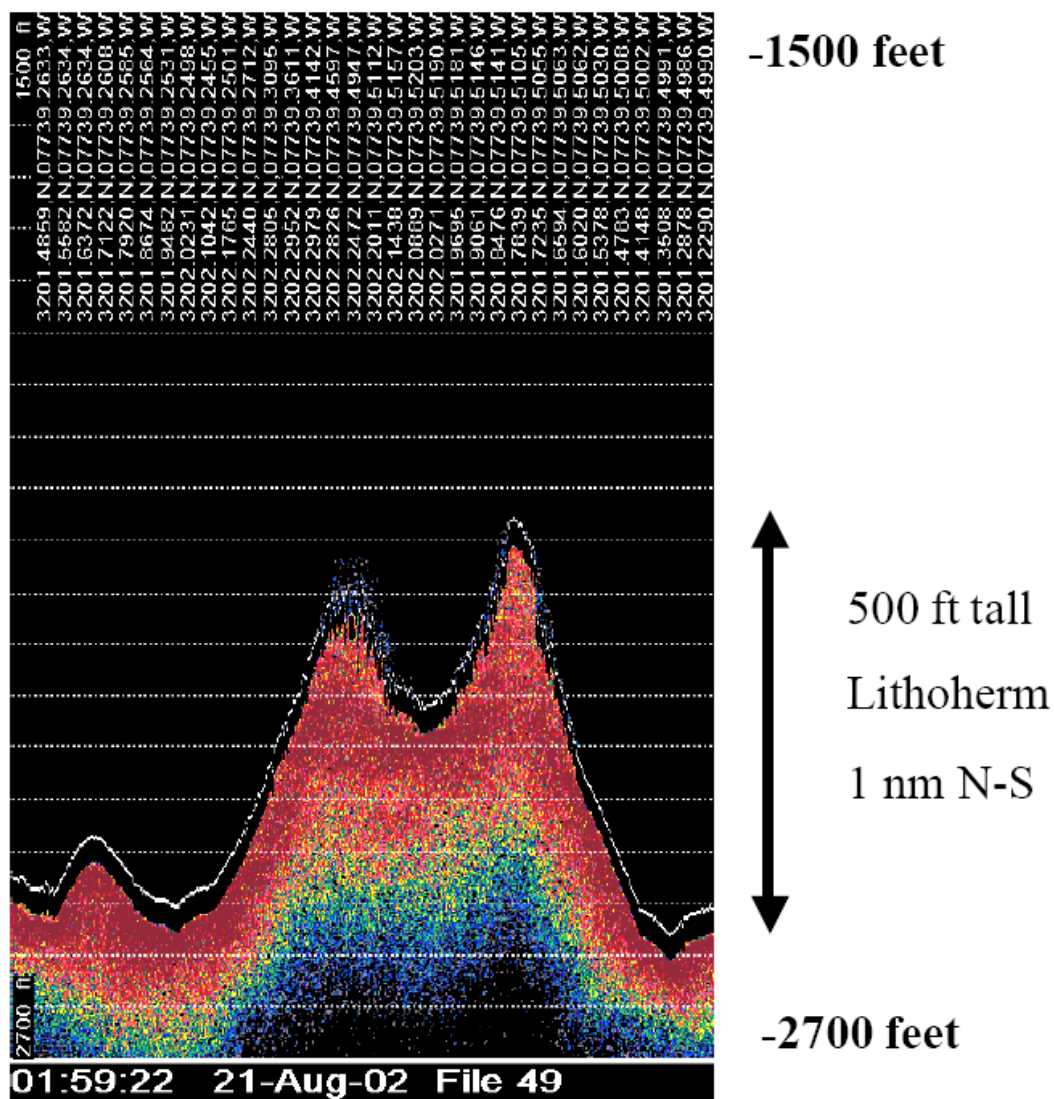 1500 ft
3201.4859,N,07739.2633,W
3201.5582,N,07739.2634,W
3201.6372,N,07739.2634,W
3201.7122,N,07739.2608,W
3201.7920,N,07739.2585,W
3201.8674,N,07739.2564,W
3201.9482,N,07739.2531,W
3202.0231,N,07739.2498,W
3202.1042,N,07739.2455,W
3202.1765,N,07739.2501,W
3202.2440,N,07739.2712,W
3202.2805,N,07739.3095,W
3202.2952,N,07739.3611,W
3202.2979,N,07739.4142,W
3202.2826,N,07739.4597,W
3202.2472,N,07739.4947,W
3202.2011,N,07739.5112,W
3202.1438,N,07739.5157,W
3202.0889,N,07739.5203,W
3202.0271,N,07739.5190,W
3201.9695,N,07739.5181,W
3201.9061,N,07739.5146,W
3201.8476,N,07739.5141,W
3201.7839,N,07739.5105,W
3201.7235,N,07739.5055,W
3201.6594,N,07739.5063,W
3201.6020,N,07739.5062,W
3201.5378,N,07739.5030,W
3201.4783,N,07739.5008,W
3201.4148,N,07739.5002,W
3201.3508,N,07739.4991,W
3201.2878,N,07739.4986,W
3201.2290,N,07739.4990,W
-1500 feet
500 ft tall
Lithoherm
1 nm N-S
2700 ft
-2700 feet
01:59:22 21-Aug-02 File 49